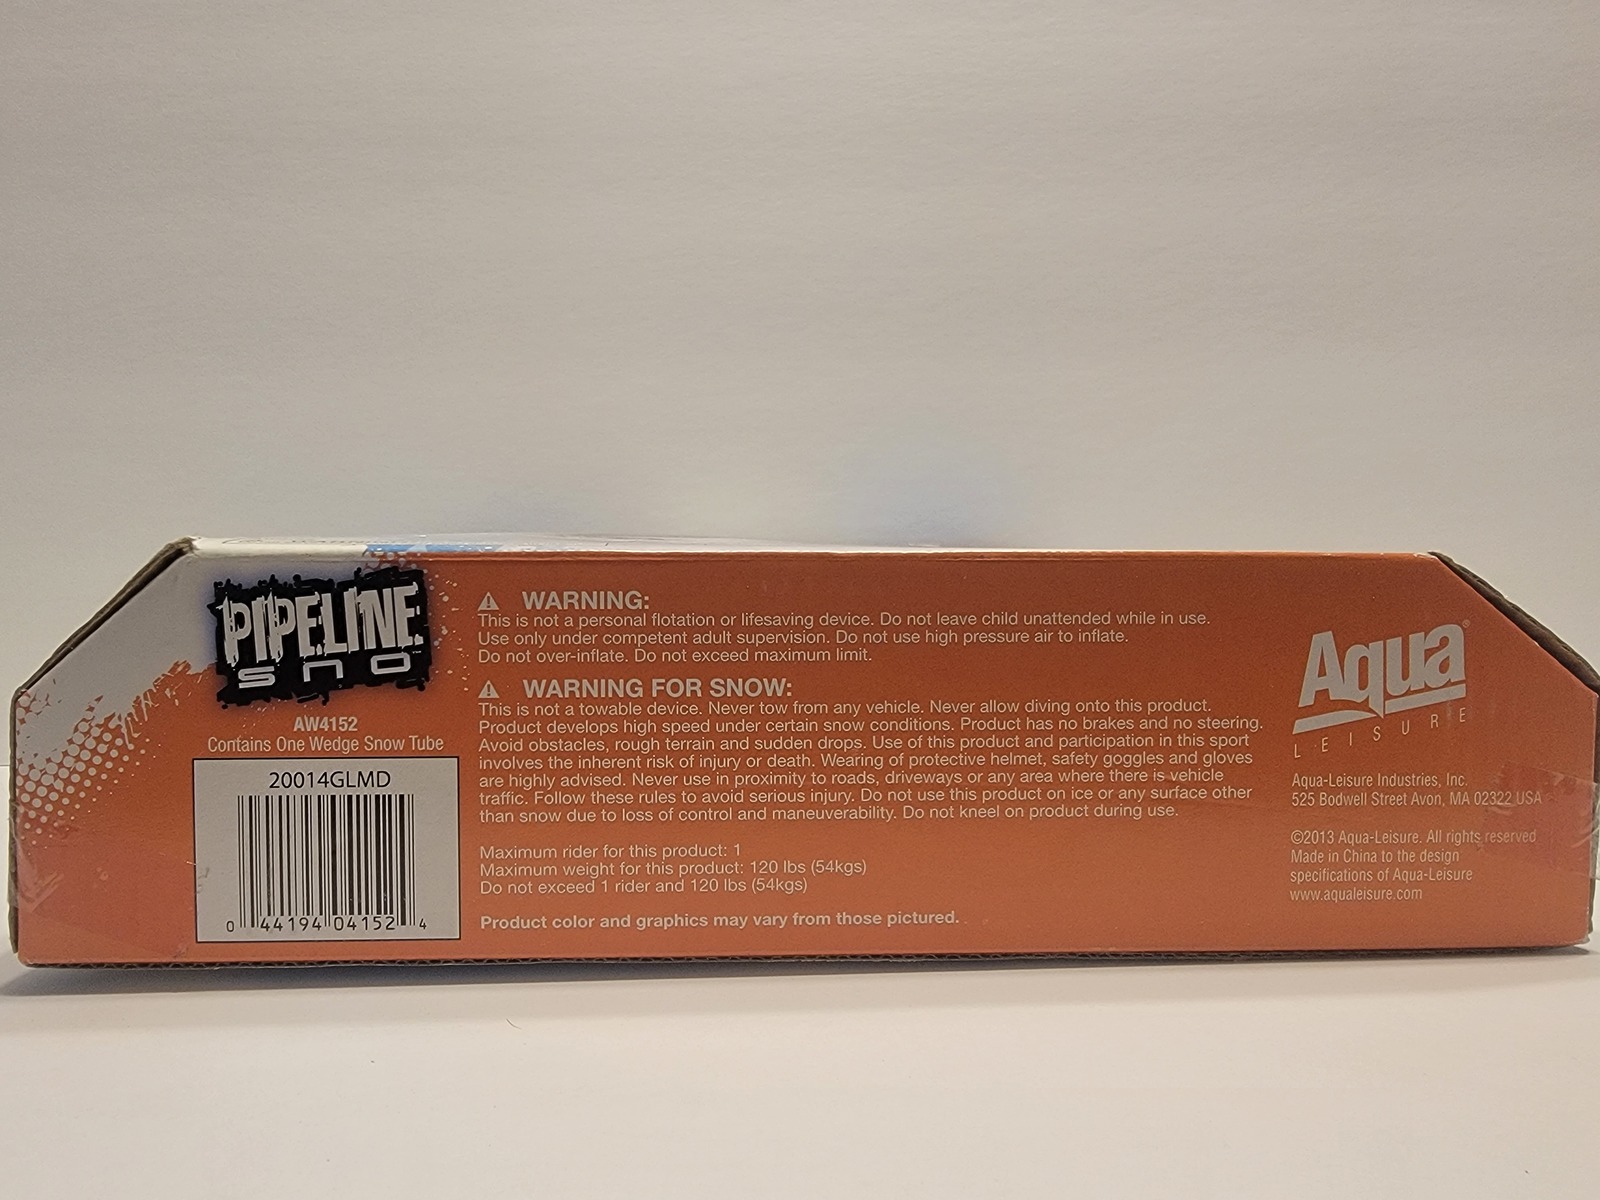 PIPELINE
sno
AW4152
Contains One Wedge Snow Tube
20014GLMD
0 44194 04152 4
⚠ WARNING:
This is not a personal flotation or lifesaving device. Do not leave child unattended while in use.
Use only under competent adult supervision. Do not use high pressure air to inflate.
Do not over-inflate. Do not exceed maximum limit.
⚠ WARNING FOR SNOW:
This is not a towable device. Never tow from any vehicle. Never allow diving onto this product.
Product develops high speed under certain snow conditions. Product has no brakes and no steering.
Avoid obstacles, rough terrain and sudden drops. Use of this product and participation in this sport
involves the inherent risk of injury or death. Wearing of protective helmet, safety goggles and gloves
are highly advised. Never use in proximity to roads, driveways or any area where there is vehicle
traffic. Follow these rules to avoid serious injury. Do not use this product on ice or any surface other
than snow due to loss of control and maneuverability. Do not kneel on product during use.
Maximum rider for this product: 1
Maximum weight for this product: 120 lbs (54kgs)
Do not exceed 1 rider and 120 lbs (54kgs)
Product color and graphics may vary from those pictured.
Aqua®
LEISURE
Aqua-Leisure Industries, Inc.
525 Bodwell Street Avon, MA 02322 USA
©2013 Aqua-Leisure. All rights reserved
Made in China to the design
specifications of Aqua-Leisure
www.aqualeisure.com